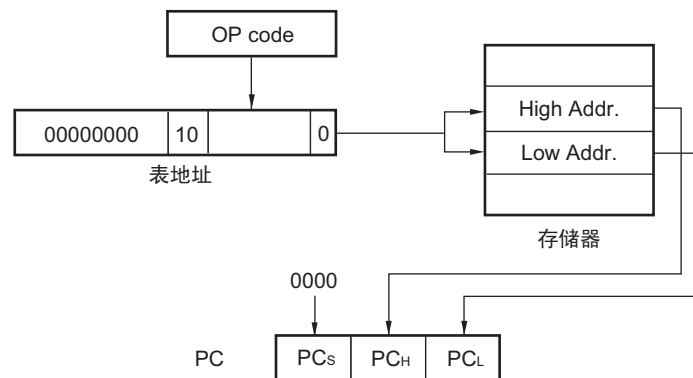 OP code
00000000 10 0
表地址
High Addr.
Low Addr.
存储器
0000
PC PCS PCH PCL